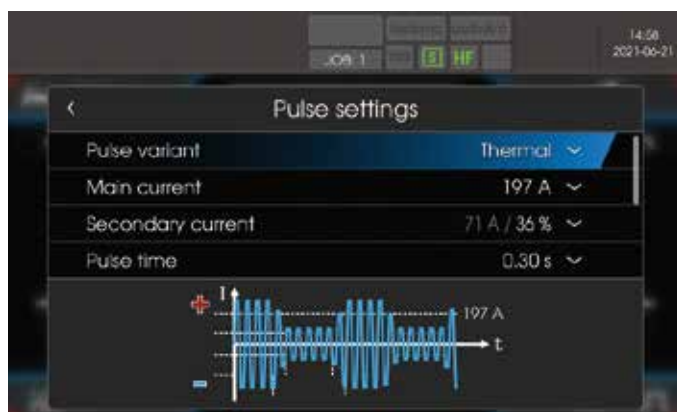 14:58
JOB 1 S HF 2021-06-21
< Pulse settings
Pulse variant Thermal
Main current 197 A
Secondary current 71 A / 36 %
Pulse time 0.30 s
+ I
197 A
t
-